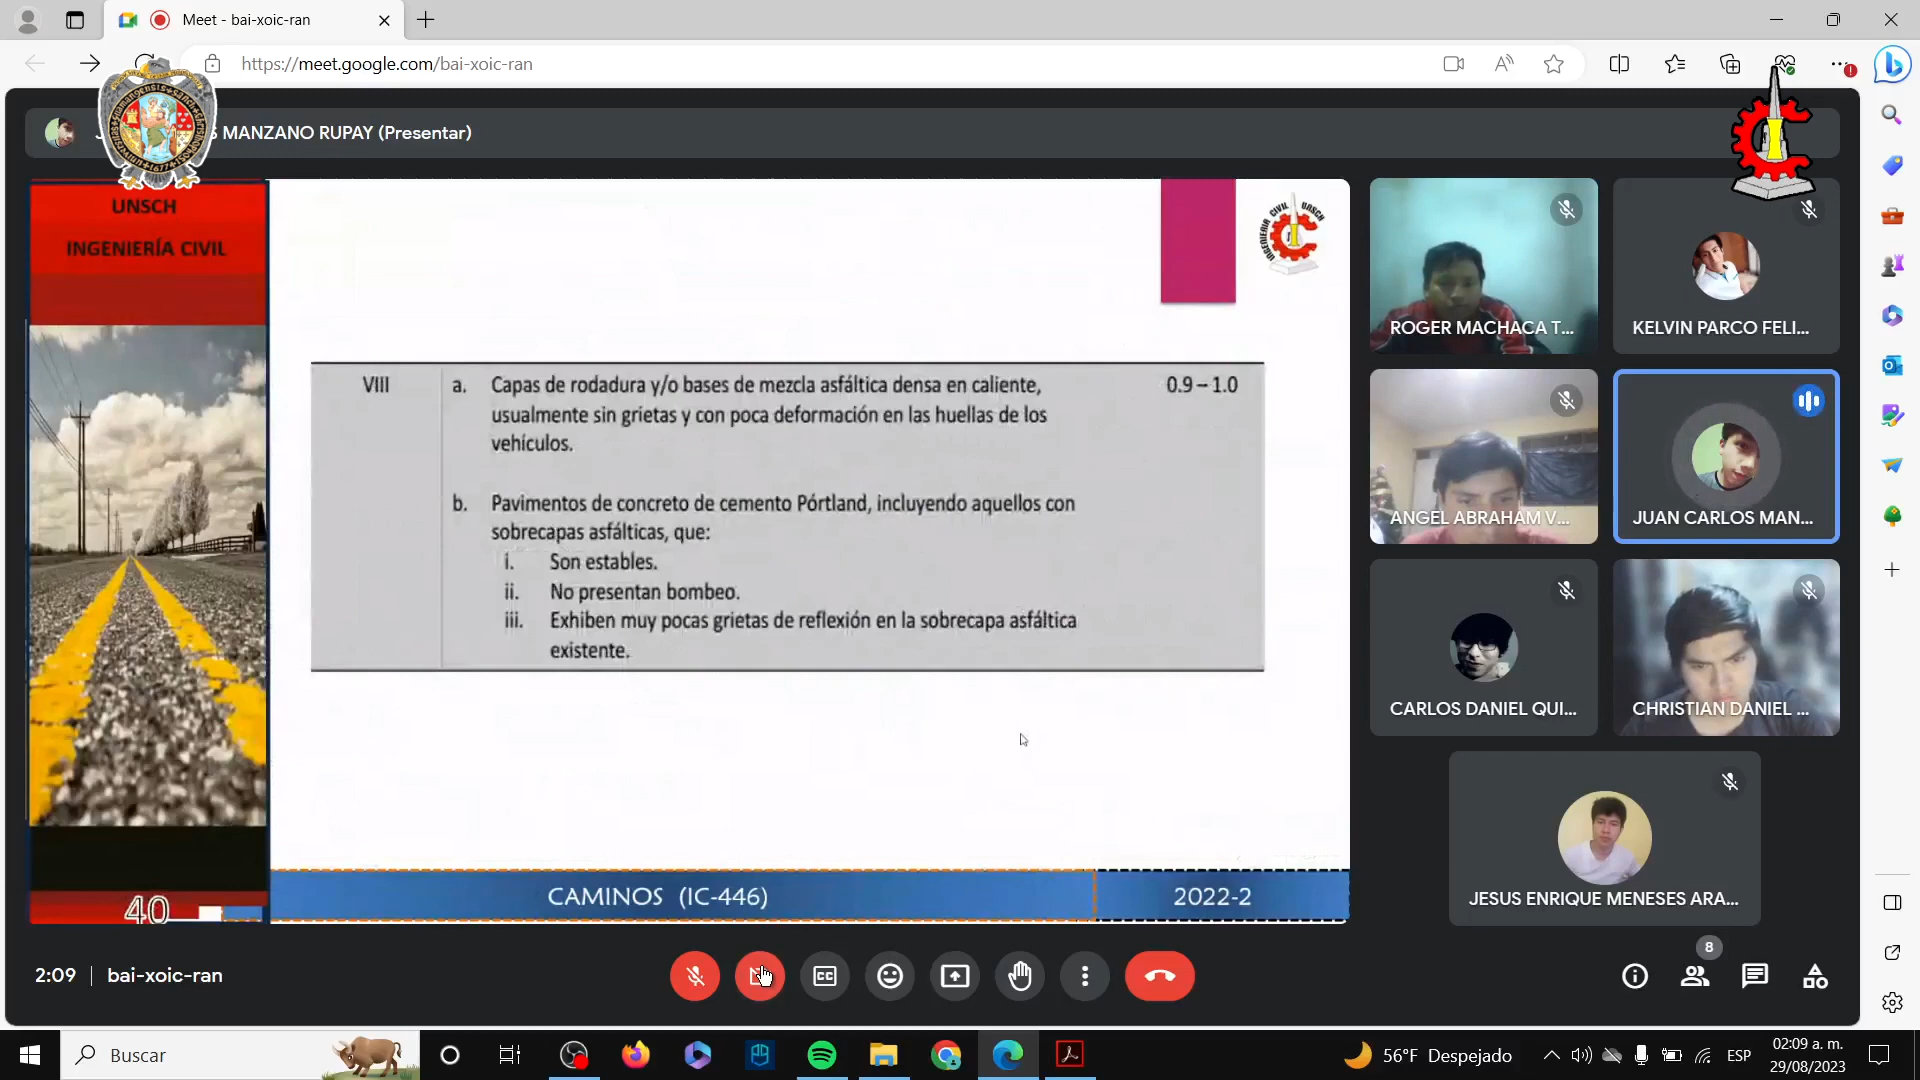 Meet - bai-xoic-ran
https://meet.google.com/bai-xoic-ran
MANZANO RUPAY (Presentar)
UNSCH
INGENIERÍA CIVIL
INGENIERIA CIVIL UNSCH
VIII
a. Capas de rodadura y/o bases de mezcla asfáltica densa en caliente,
usualmente sin grietas y con poca deformación en las huellas de los
vehículos.
0.9 – 1.0
b. Pavimentos de concreto de cemento Pórtland, incluyendo aquellos con
sobrecapas asfálticas, que:
i. Son estables.
ii. No presentan bombeo.
iii. Exhiben muy pocas grietas de reflexión en la sobrecapa asfáltica
existente.
40
CAMINOS (IC-446)
2022-2
ROGER MACHACA T...
KELVIN PARCO FELI...
ANGEL ABRAHAM V...
JUAN CARLOS MAN...
CARLOS DANIEL QUI...
CHRISTIAN DANIEL ...
JESUS ENRIQUE MENESES ARA...
2:09
bai-xoic-ran
CC
8
Buscar
56°F Despejado
ESP
02:09 a. m.
29/08/2023